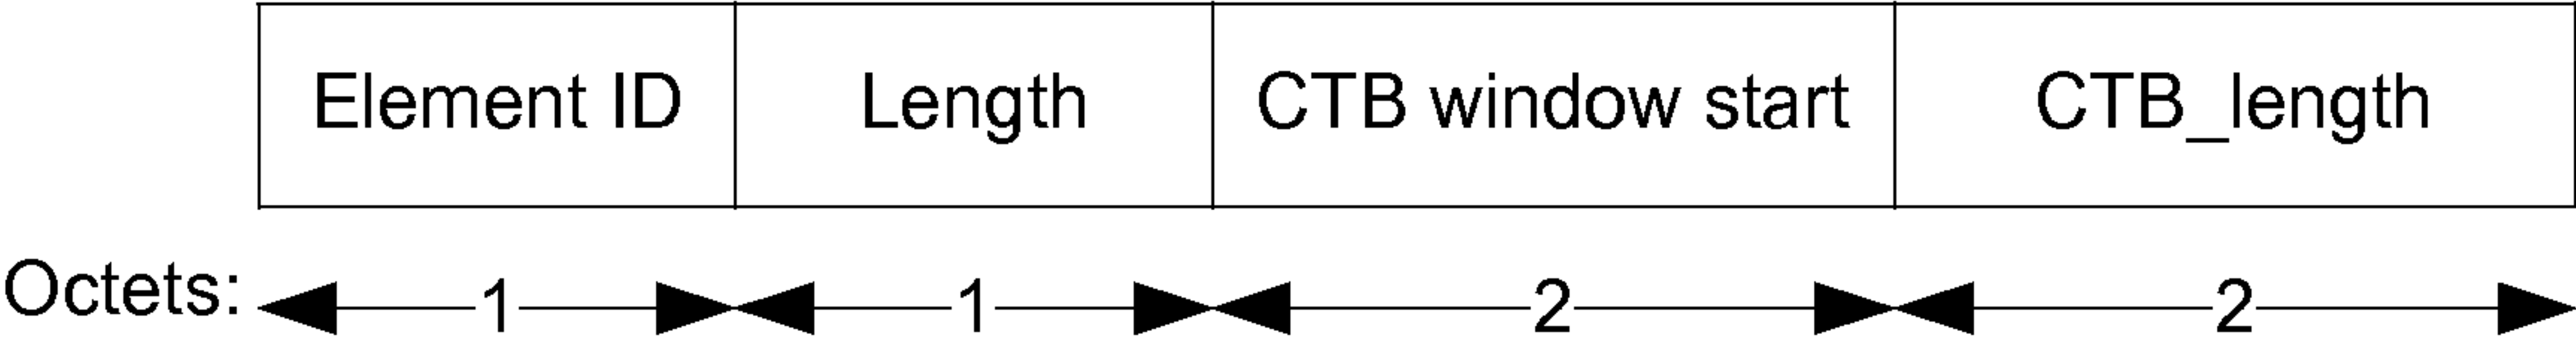 Element ID Length CTB window start CTB_length
Octets: 1 1 2 2